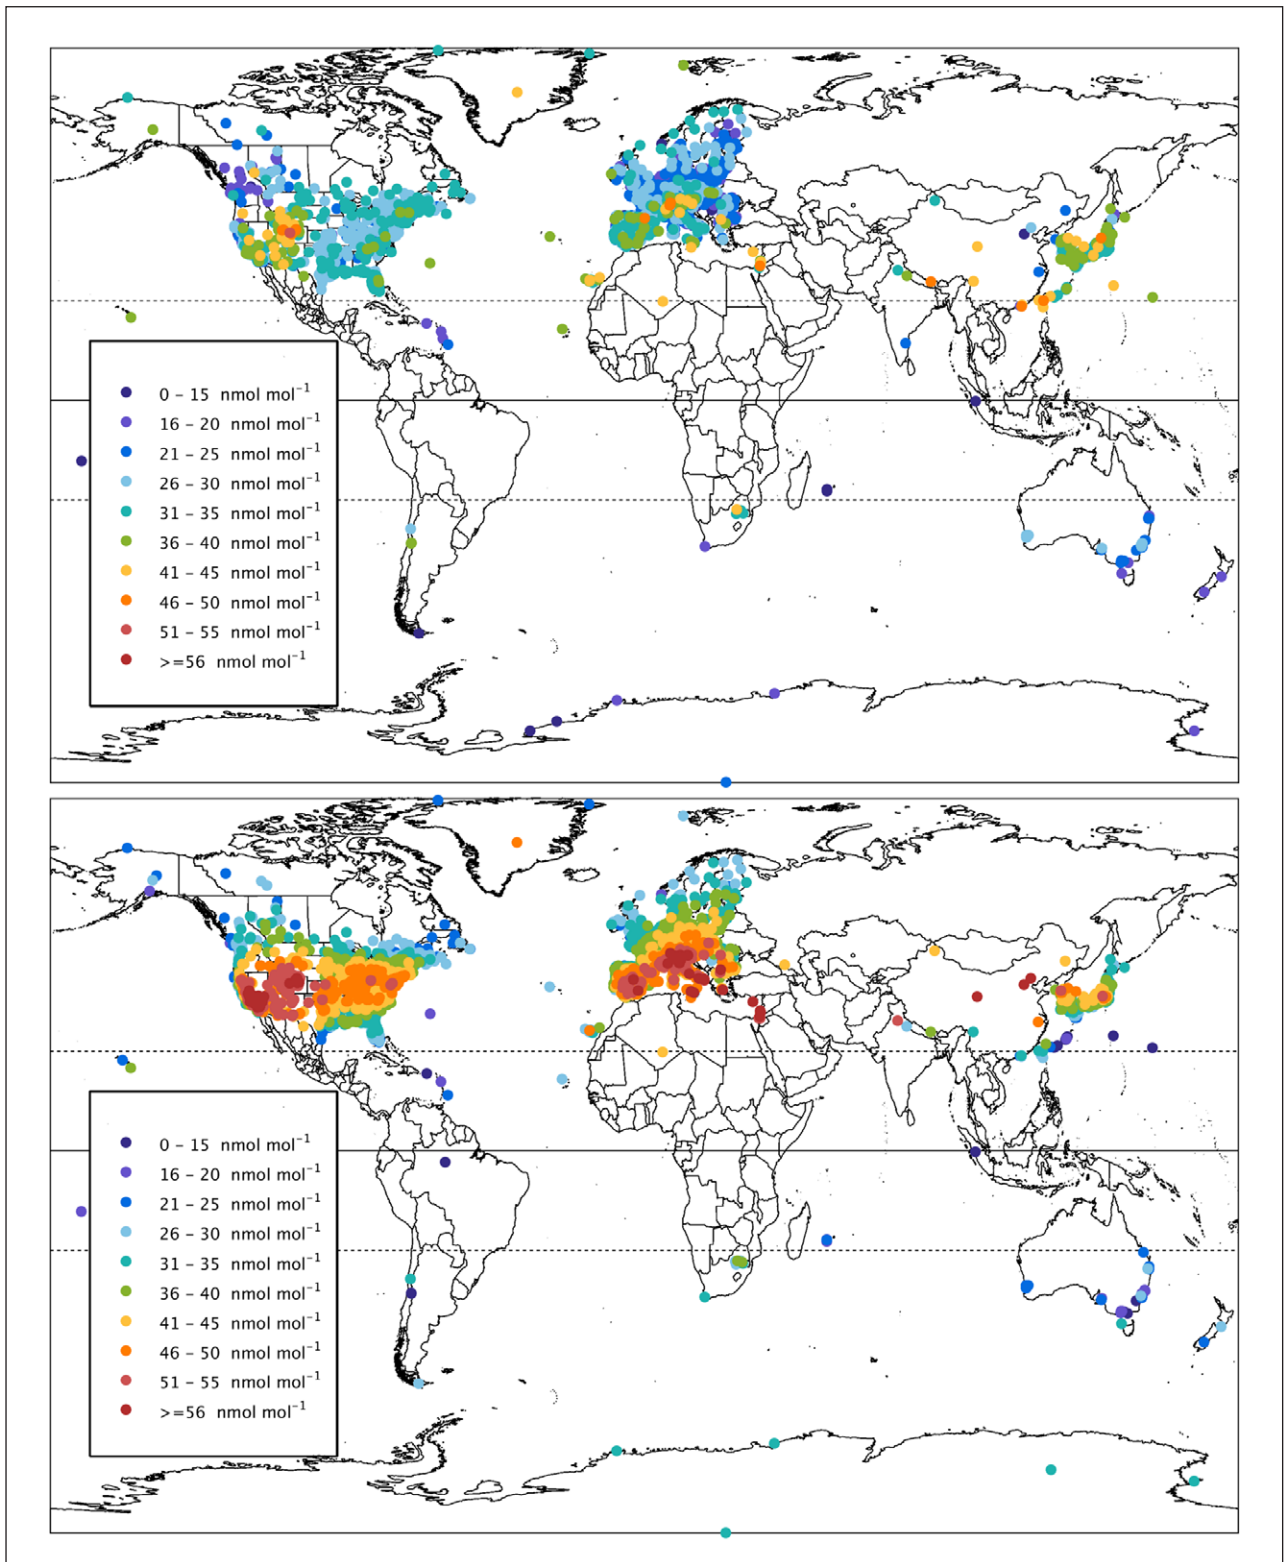 0 – 15 nmol mol⁻¹
16 – 20 nmol mol⁻¹
21 – 25 nmol mol⁻¹
26 – 30 nmol mol⁻¹
31 – 35 nmol mol⁻¹
36 – 40 nmol mol⁻¹
41 – 45 nmol mol⁻¹
46 – 50 nmol mol⁻¹
51 – 55 nmol mol⁻¹
>=56 nmol mol⁻¹
0 – 15 nmol mol⁻¹
16 – 20 nmol mol⁻¹
21 – 25 nmol mol⁻¹
26 – 30 nmol mol⁻¹
31 – 35 nmol mol⁻¹
36 – 40 nmol mol⁻¹
41 – 45 nmol mol⁻¹
46 – 50 nmol mol⁻¹
51 – 55 nmol mol⁻¹
>=56 nmol mol⁻¹